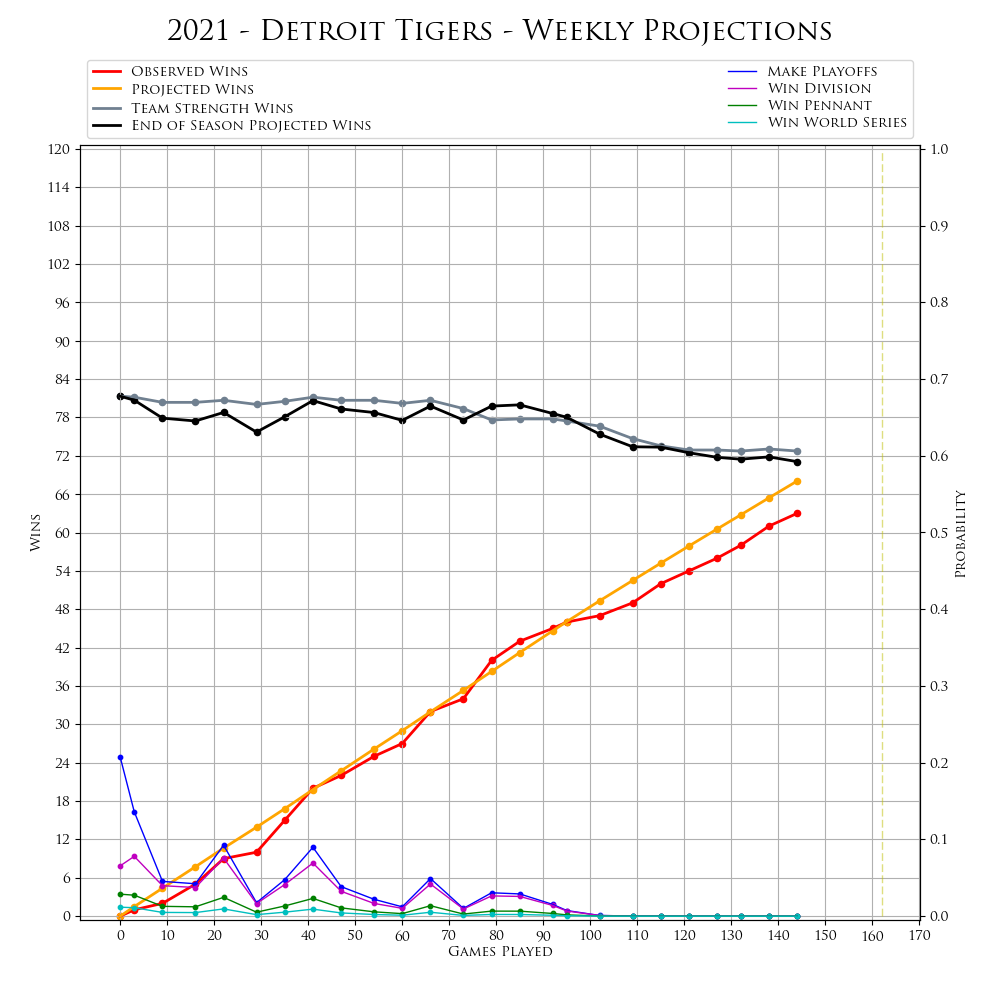 2021 - Detroit Tigers - Weekly Projections
Observed Wins
Projected Wins
Team Strength Wins
End of Season Projected Wins
Make Playoffs
Win Division
Win Pennant
Win World Series
120
114
108
102
96
90
84
78
72
66
60
54
48
42
36
30
24
18
12
6
0
Wins
1.0
0.9
0.8
0.7
0.6
0.5
0.4
0.3
0.2
0.1
0.0
Probability
0 10 20 30 40 50 60 70 80 90 100 110 120 130 140 150 160 170
Games Played